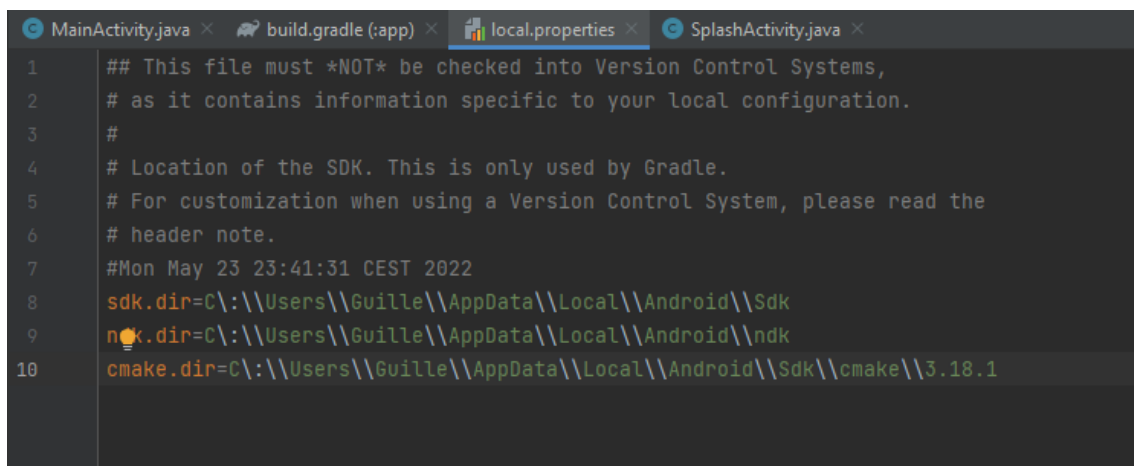 MainActivity.java build.gradle (:app) local.properties SplashActivity.java
1 ## This file must *NOT* be checked into Version Control Systems,
2 # as it contains information specific to your local configuration.
3 #
4 # Location of the SDK. This is only used by Gradle.
5 # For customization when using a Version Control System, please read the
6 # header note.
7 #Mon May 23 23:41:31 CEST 2022
8 sdk.dir=C\:\\Users\\Guille\\AppData\\Local\\Android\\Sdk
9 ndk.dir=C\:\\Users\\Guille\\AppData\\Local\\Android\\ndk
10 cmake.dir=C\:\\Users\\Guille\\AppData\\Local\\Android\\Sdk\\cmake\\3.18.1